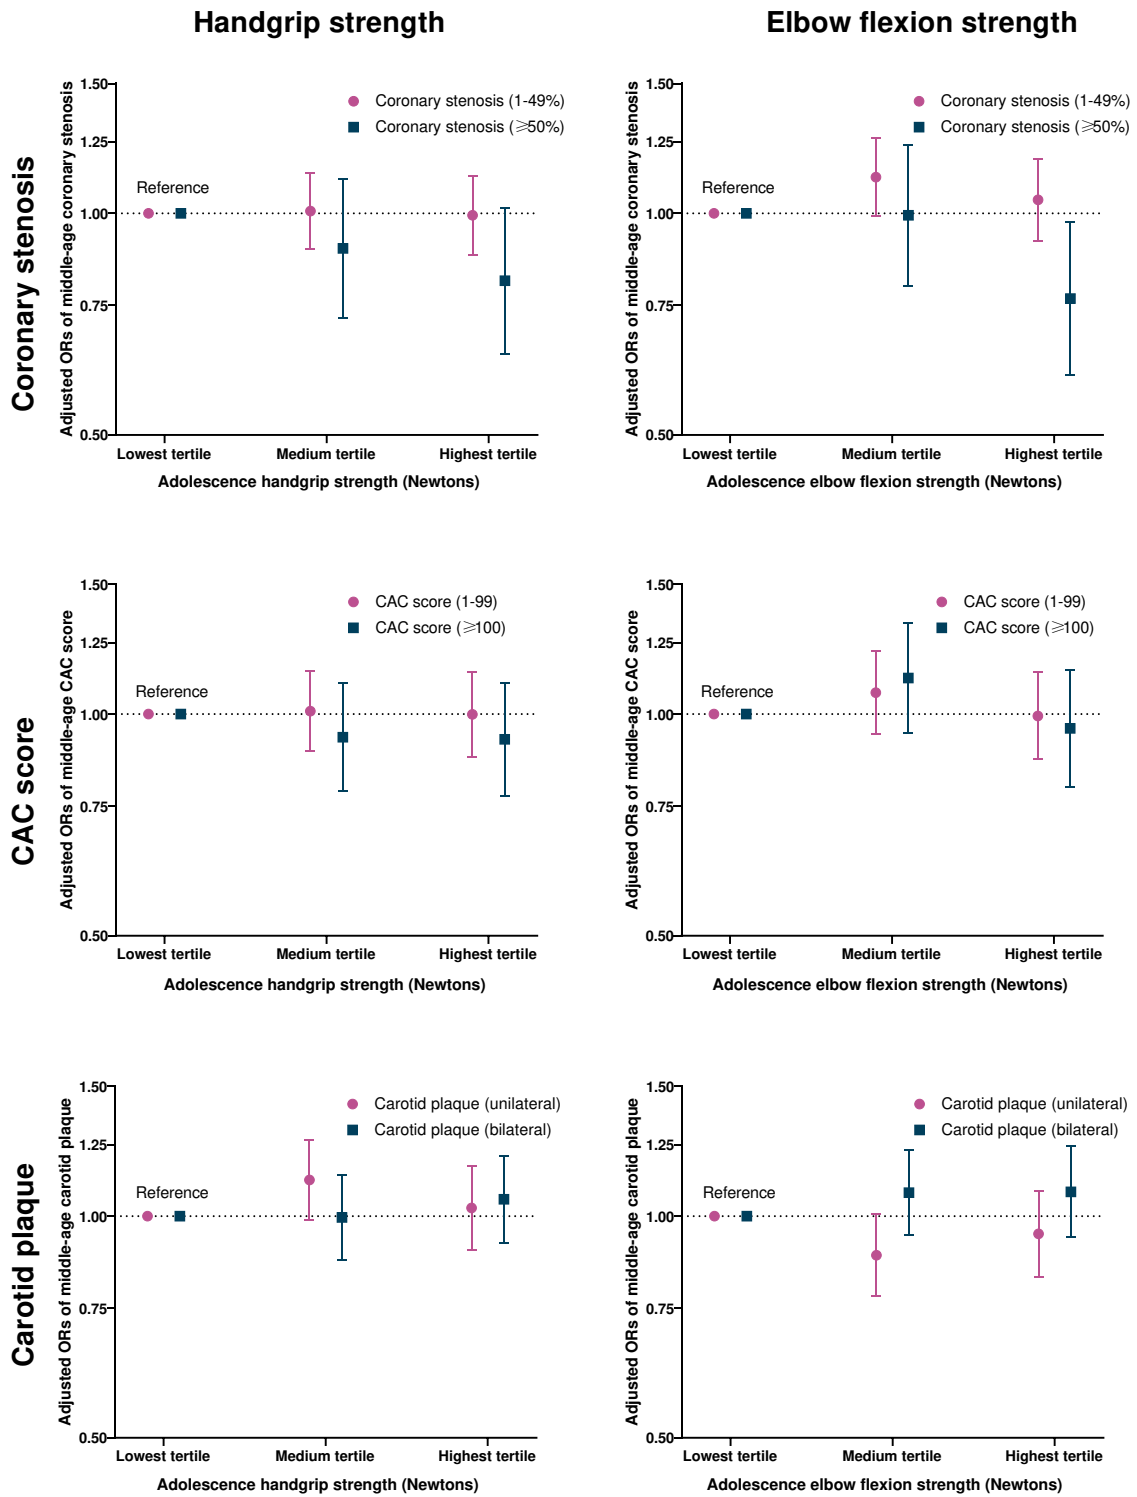 Handgrip strength
Elbow flexion strength
Coronary stenosis
Adjusted ORs of middle-age coronary stenosis
1.50
1.25
1.00
0.75
0.50
Coronary stenosis (1-49%)
Coronary stenosis (≥50%)
Reference
Lowest tertile
Medium tertile
Highest tertile
Adolescence handgrip strength (Newtons)
Adjusted ORs of middle-age coronary stenosis
1.50
1.25
1.00
0.75
0.50
Coronary stenosis (1-49%)
Coronary stenosis (≥50%)
Reference
Lowest tertile
Medium tertile
Highest tertile
Adolescence elbow flexion strength (Newtons)
CAC score
Adjusted ORs of middle-age CAC score
1.50
1.25
1.00
0.75
0.50
CAC score (1-99)
CAC score (≥100)
Reference
Lowest tertile
Medium tertile
Highest tertile
Adolescence handgrip strength (Newtons)
Adjusted ORs of middle-age CAC score
1.50
1.25
1.00
0.75
0.50
CAC score (1-99)
CAC score (≥100)
Reference
Lowest tertile
Medium tertile
Highest tertile
Adolescence elbow flexion strength (Newtons)
Carotid plaque
Adjusted ORs of middle-age carotid plaque
1.50
1.25
1.00
0.75
0.50
Carotid plaque (unilateral)
Carotid plaque (bilateral)
Reference
Lowest tertile
Medium tertile
Highest tertile
Adolescence handgrip strength (Newtons)
Adjusted ORs of middle-age carotid plaque
1.50
1.25
1.00
0.75
0.50
Carotid plaque (unilateral)
Carotid plaque (bilateral)
Reference
Lowest tertile
Medium tertile
Highest tertile
Adolescence elbow flexion strength (Newtons)